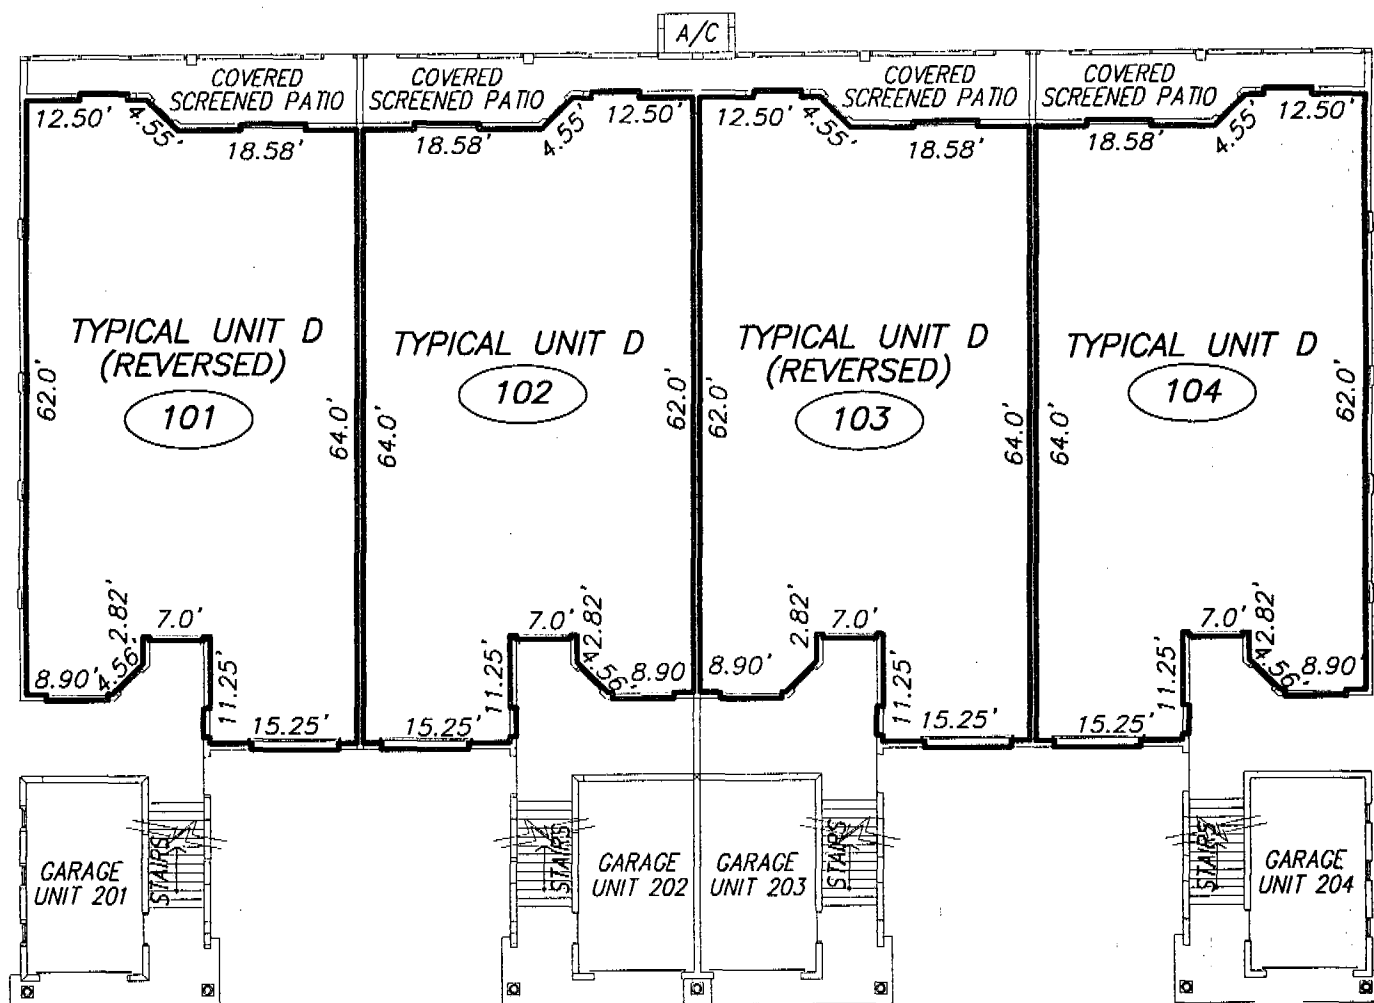 A/C
COVERED
SCREENED PATIO
COVERED
SCREENED PATIO
COVERED
SCREENED PATIO
COVERED
SCREENED PATIO
12.50'
4.55'
18.58'
18.58'
4.55'
12.50'
12.50'
4.55'
18.58'
18.58'
4.55'
12.50'
TYPICAL UNIT D
(REVERSED)
101
TYPICAL UNIT D
102
TYPICAL UNIT D
(REVERSED)
103
TYPICAL UNIT D
104
62.0'
64.0'
64.0'
62.0'
62.0'
64.0'
64.0'
62.0'
8.90'
4.56'
2.82'
7.0'
11.25'
15.25'
15.25'
11.25'
7.0'
2.82'
4.56'
8.90
8.90'
2.82'
7.0'
11.25'
15.25'
15.25'
11.25'
7.0'
2.82'
4.56'
8.90'
GARAGE
UNIT 201
STAIRS
STAIRS
GARAGE
UNIT 202
GARAGE
UNIT 203
STAIRS
STAIRS
GARAGE
UNIT 204